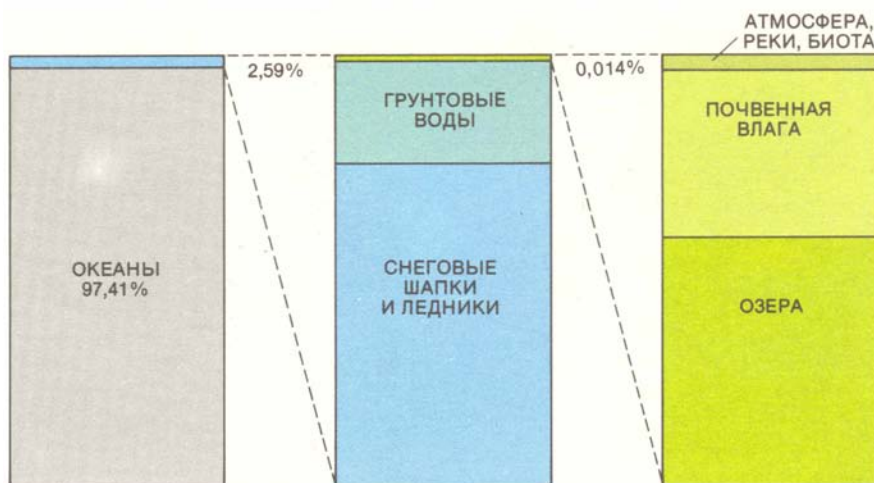 АТМОСФЕРА,
РЕКИ, БИОТА
2,59%
0,014%
ГРУНТОВЫЕ
ВОДЫ
ПОЧВЕННАЯ
ВЛАГА
ОКЕАНЫ
97,41%
СНЕГОВЫЕ
ШАПКИ
И ЛЕДНИКИ
ОЗЕРА